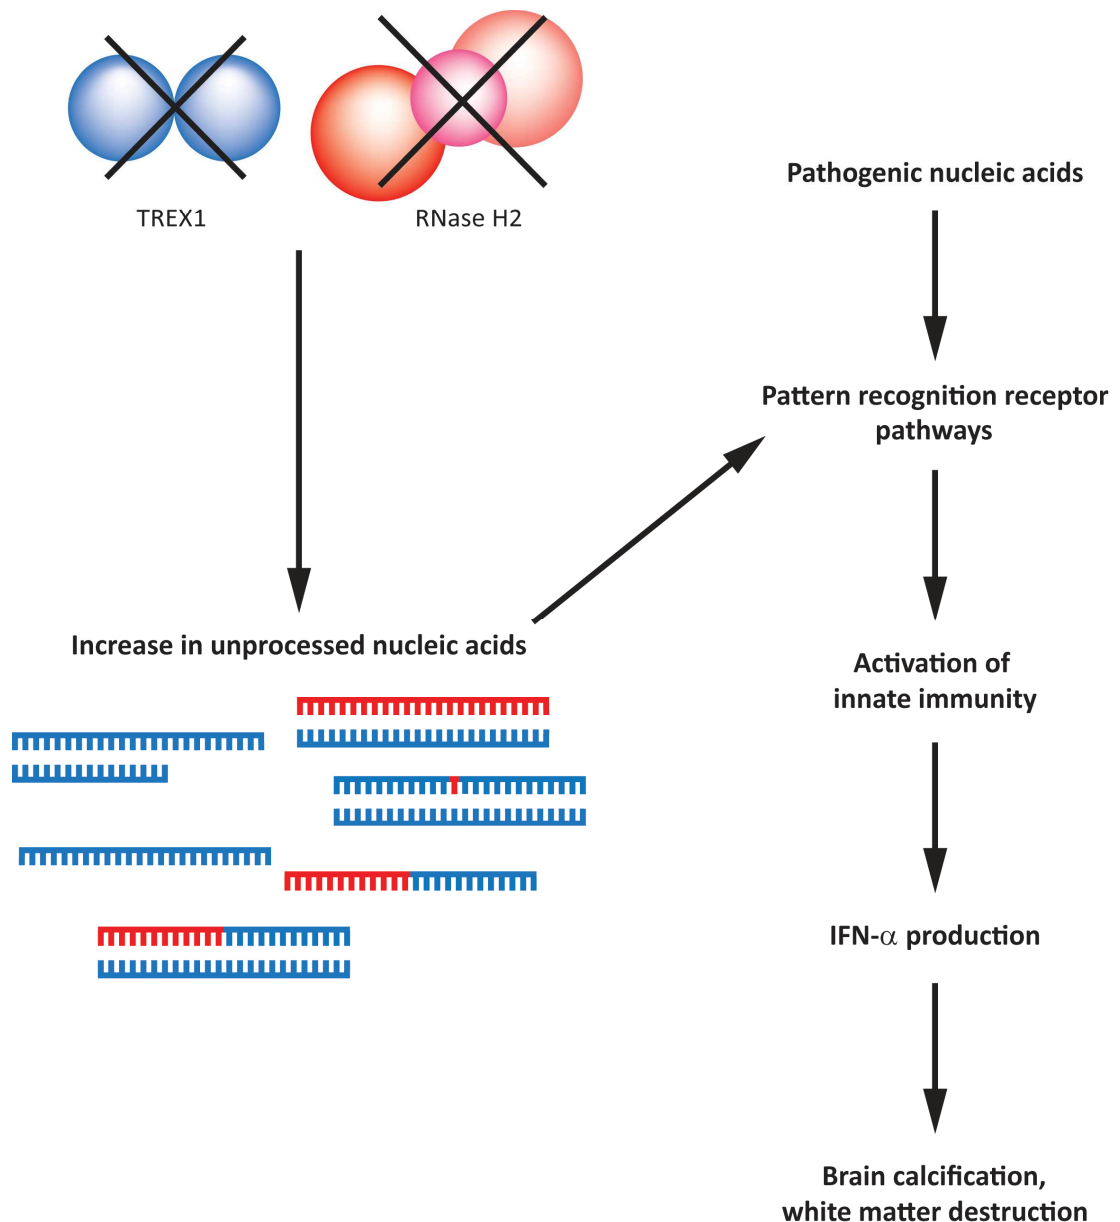 TREX1
RNase H2
Increase in unprocessed nucleic acids
Pathogenic nucleic acids
Pattern recognition receptor
pathways
Activation of
innate immunity
IFN-α production
Brain calcification,
white matter destruction